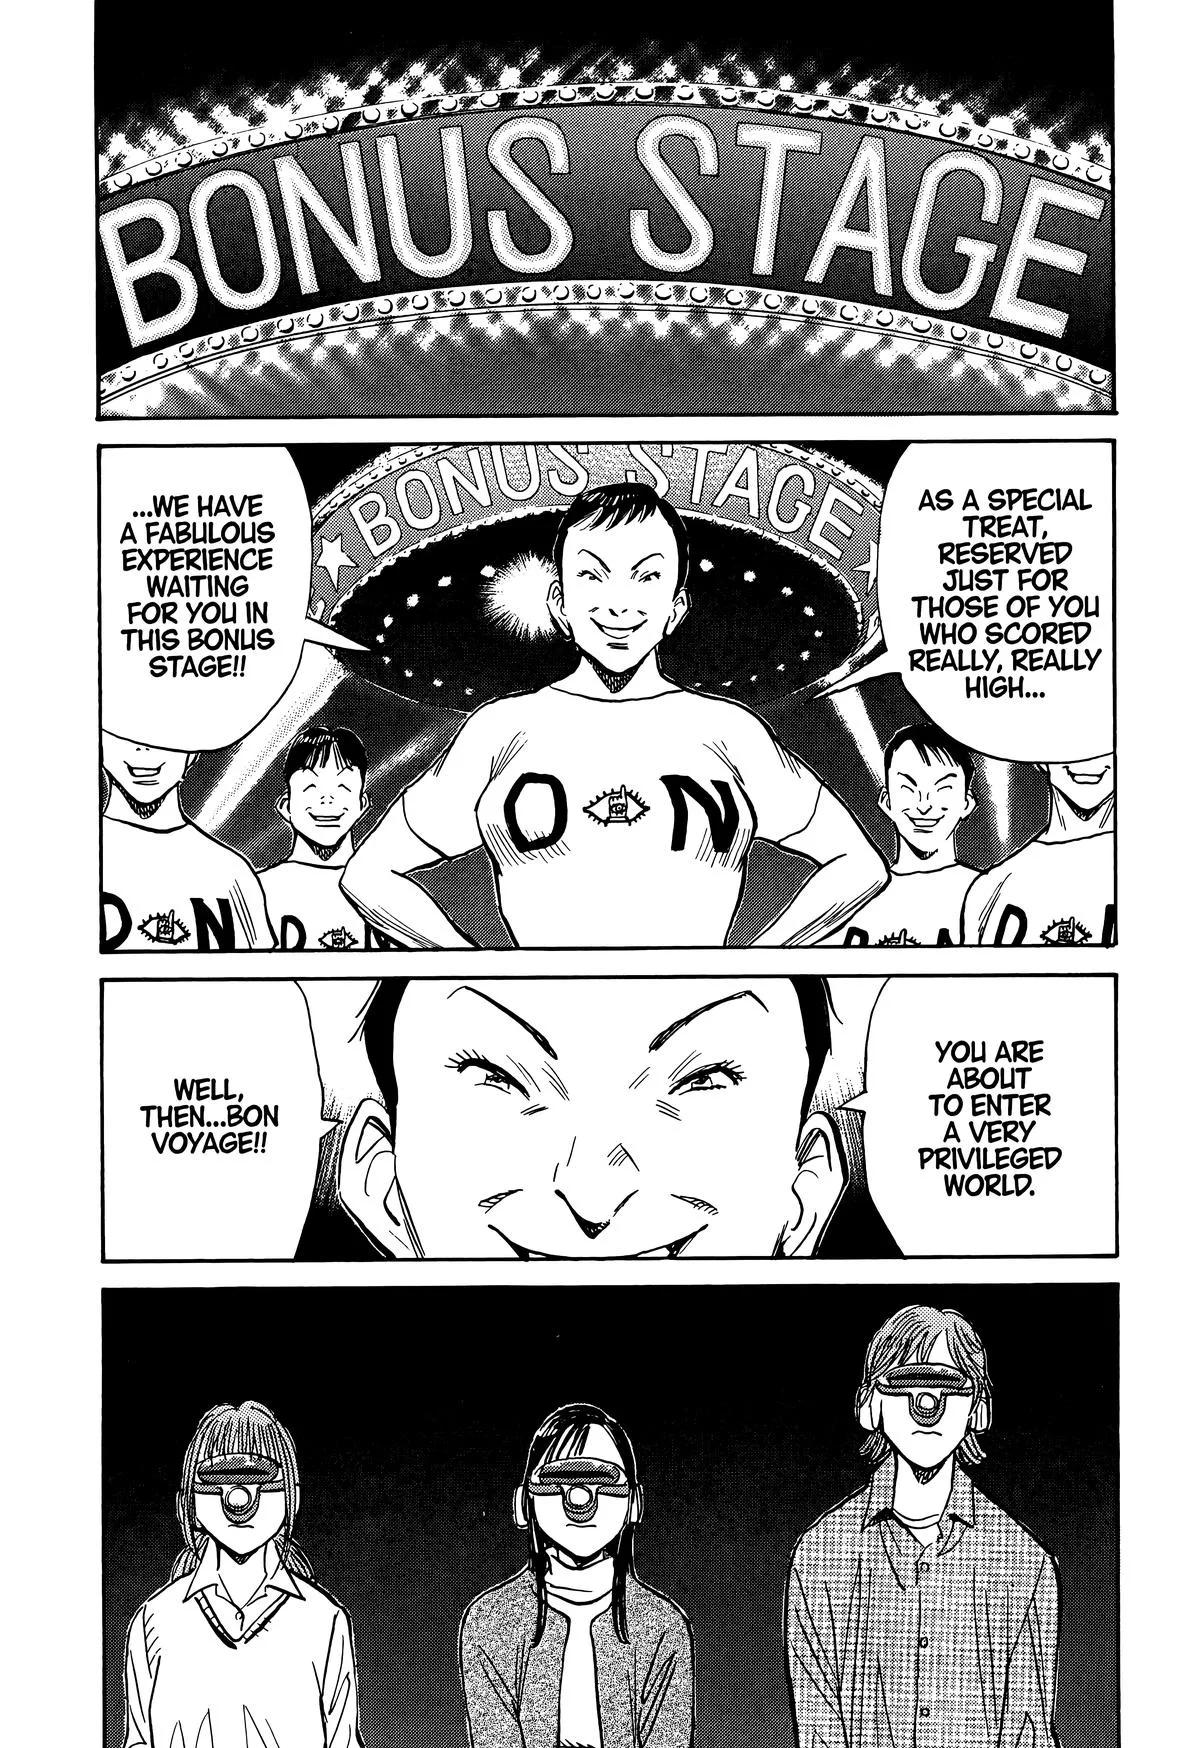 BONUS STAGE
BONUS STAGE
AS A SPECIAL
TREAT,
RESERVED
JUST FOR
THOSE OF YOU
WHO SCORED
REALLY, REALLY
HIGH...
...WE HAVE
A FABULOUS
EXPERIENCE
WAITING
FOR YOU IN
THIS BONUS
STAGE!!
O N
O N
O N
O N
O N
YOU ARE
ABOUT
TO ENTER
A VERY
PRIVILEGED
WORLD.
WELL,
THEN...BON
VOYAGE!!